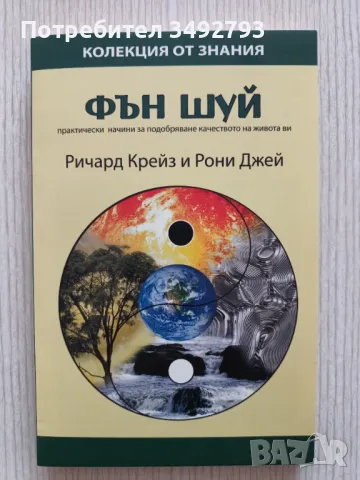 Потребител 3492793
КОЛЕКЦИЯ ОТ ЗНАНИЯ
ФЪН ШУЙ
практически начини за подобряване качеството на живота ви
Ричард Крейз и Рони Джей
BAZAR